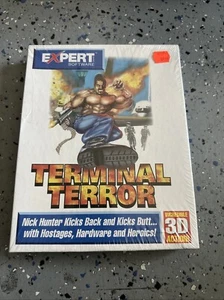 EXPERT
SOFTWARE
TERMINAL
TERROR
Nick Hunter Kicks Back and Kicks Butt...
with Hostages, Hardware and Heroics!
3D